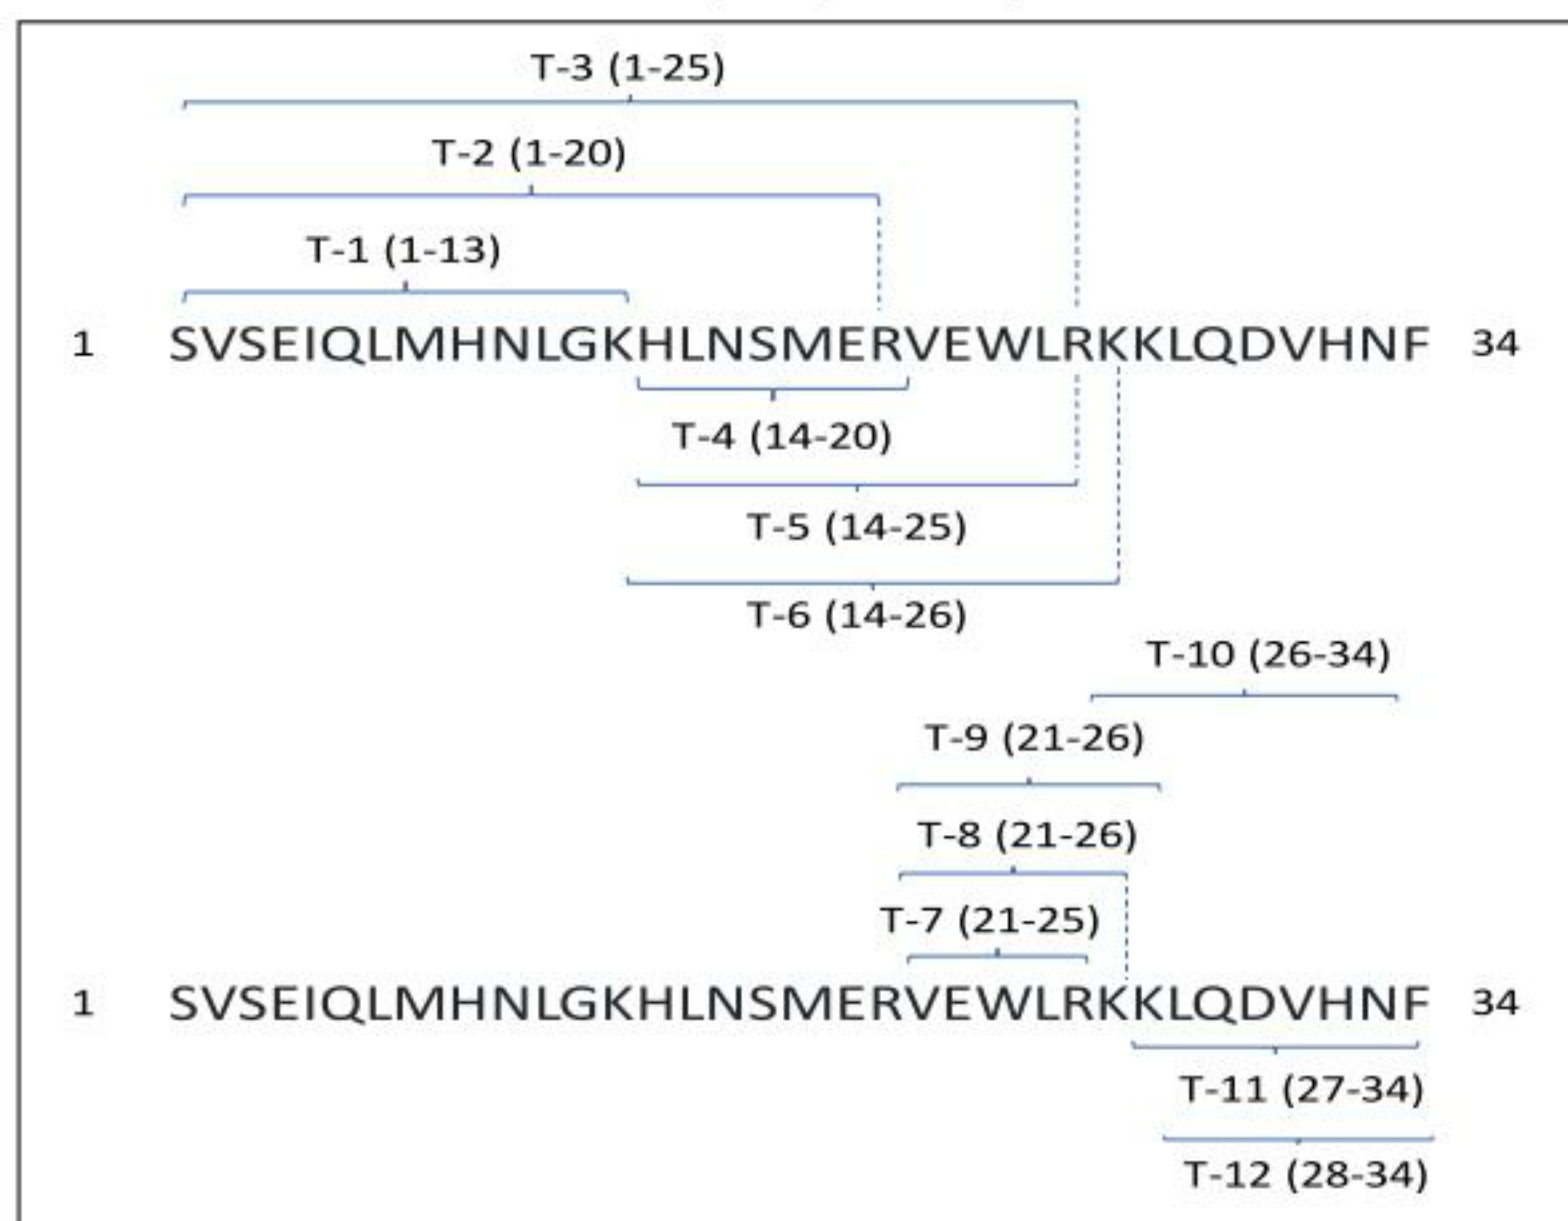 T-3 (1-25)
T-2 (1-20)
T-1 (1-13)
1 SVSEIQLMHNLGKHLNSMERVEWLRKKLQDVHNF 34
T-4 (14-20)
T-5 (14-25)
T-6 (14-26)
T-10 (26-34)
T-9 (21-26)
T-8 (21-26)
T-7 (21-25)
1 SVSEIQLMHNLGKHLNSMERVEWLRKKLQDVHNF 34
T-11 (27-34)
T-12 (28-34)